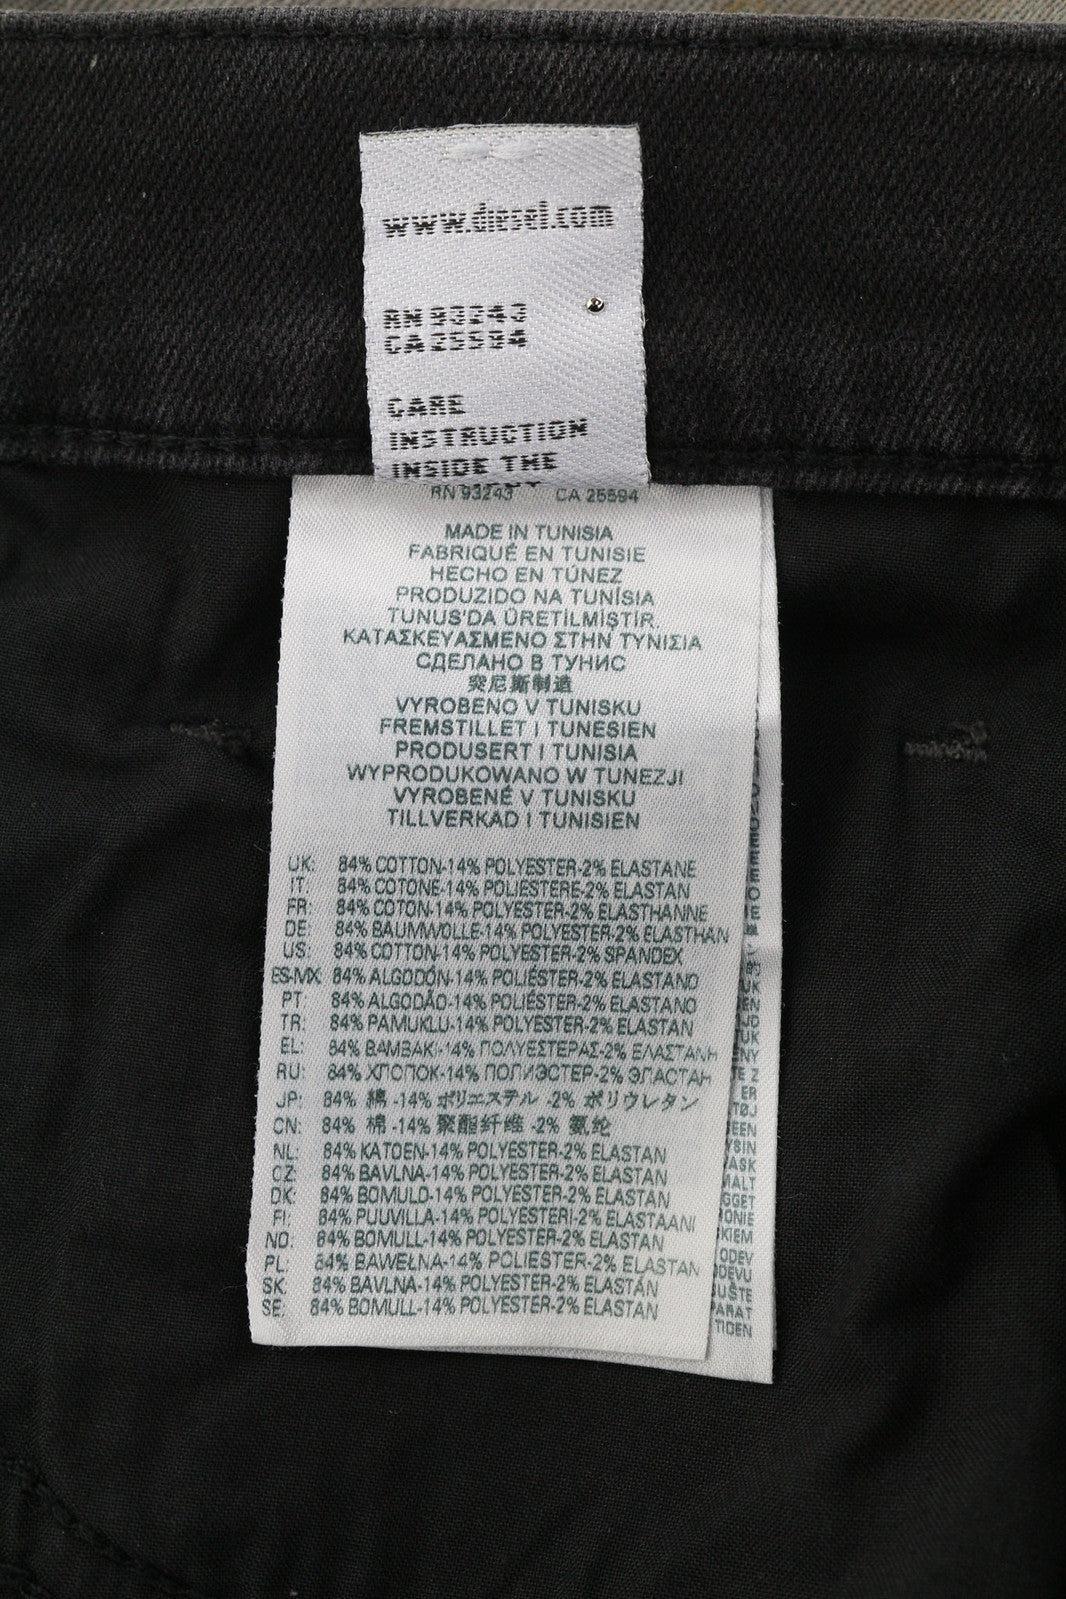 www.diesel.com
RN 93243
CA 25594
CARE
INSTRUCTION
INSIDE THE
RN 93243 CA 25594
MADE IN TUNISIA
FABRIQUÉ EN TUNISIE
HECHO EN TÚNEZ
PRODUZIDO NA TUNÍSIA
TUNUS'DA ÜRETİLMİSTİR.
ΚΑΤΑΣΚΕΥΑΣΜΕΝΟ ΣΤΗΝ ΤΥΝΙΣΙΑ
СДЕЛАНО В ТУНИС
突尼斯制造
VYROBENO V TUNISKU
FREMSTILLET I TUNESIEN
PRODUSERT I TUNISIA
WYPRODUKOWANO W TUNEZJI
VYROBENÉ V TUNISKU
TILLVERKAD I TUNISIEN
UK: 84% COTTON-14% POLYESTER-2% ELASTANE
IT: 84% COTONE-14% POLIESTERE-2% ELASTAN
FR: 84% COTON-14% POLYESTER-2% ELASTHANNE
DE: 84% BAUMWOLLE-14% POLYESTER-2% ELASTHAN
US: 84% COTTON-14% POLYESTER-2% SPANDEX
ES-MX: 84% ALGODÓN-14% POLIÉSTER-2% ELASTANO
PT: 84% ALGODÃO-14% POLIÉSTER-2% ELASTANO
TR: 84% PAMUKLU-14% POLYESTER-2% ELASTAN
EL: 84% ΒΑΜΒΑΚΙ-14% ΠΟΛΥΕΣΤΕΡΑΣ-2% ΕΛΑΣΤΑΝΗ
RU: 84% ХЛОПОК-14% ПОЛИЭСТЕР-2% ЭЛАСТАН
JP: 84% 綿 -14% ポリエステル -2% ポリウレタン
CN: 84% 棉 -14% 聚酯纤维 -2% 氨纶
NL: 84% KATOEN-14% POLYESTER-2% ELASTAN
CZ: 84% BAVLNA-14% POLYESTER-2% ELASTAN
DK: 84% BOMULD-14% POLYESTER-2% ELASTAN
FI: 84% PUUVILLA-14% POLYESTERI-2% ELASTAANI
NO: 84% BOMULL-14% POLYESTER-2% ELASTAN
PL: 84% BAWEŁNA-14% POLIESTER-2% ELASTAN
SK: 84% BAVLNA-14% POLYESTER-2% ELASTÁN
SE: 84% BOMULL-14% POLYESTER-2% ELASTAN